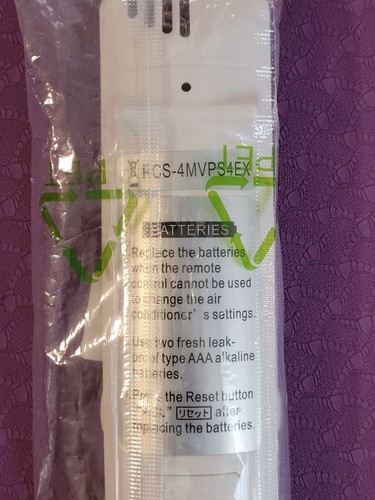 RCS-4MVPS4EX
BATTERIES
Replace the batteries
when the remote
control cannot be used
to change the air
conditioner's settings.
Use two fresh leak-
proof type AAA alkaline
batteries.
Press the Reset button
リセット" after
replacing the batteries.